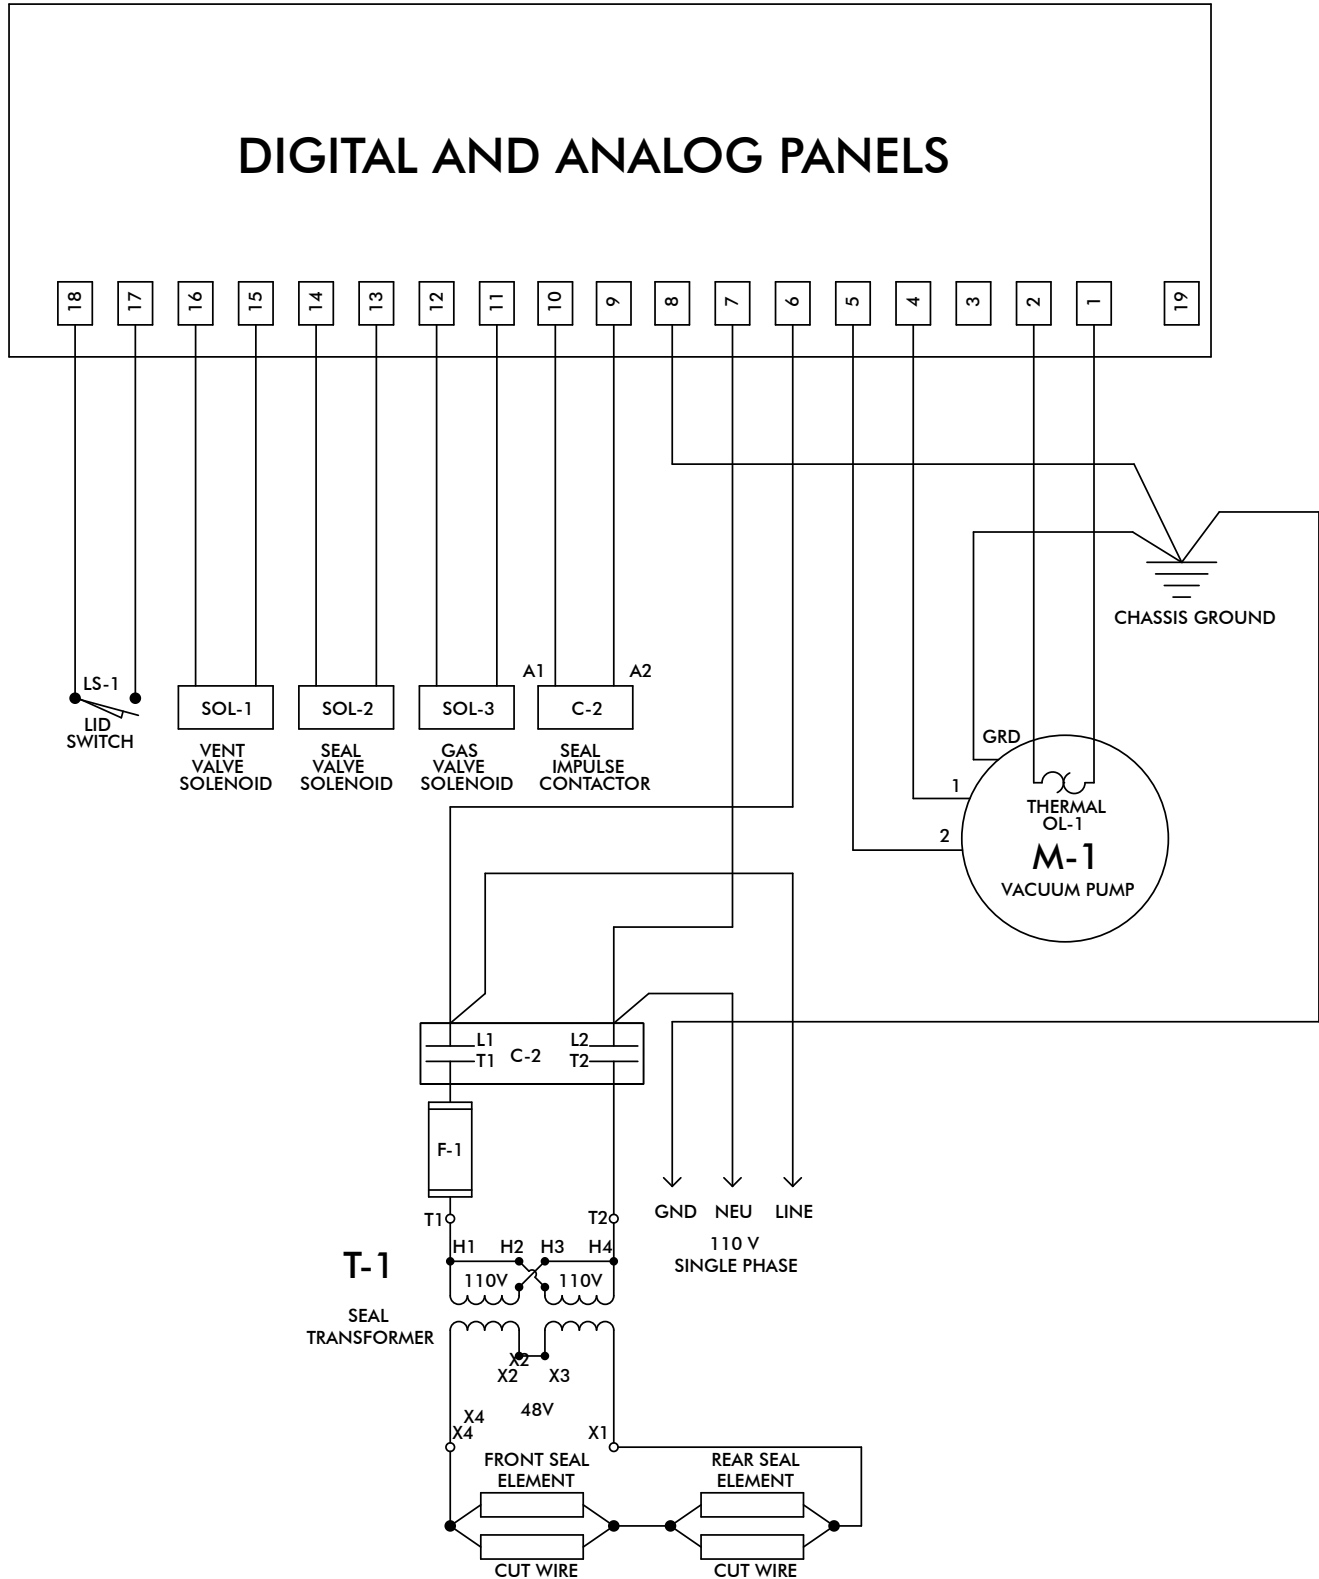 DIGITAL AND ANALOG PANELS
18 17 16 15 14 13 12 11 10 9 8 7 6 5 4 3 2 1 19
CHASSIS GROUND
A1 A2
LS-1
LID
SWITCH
SOL-1
VENT
VALVE
SOLENOID
SOL-2
SEAL
VALVE
SOLENOID
SOL-3
GAS
VALVE
SOLENOID
C-2
SEAL
IMPULSE
CONTACTOR
GRD
1
2
THERMAL
OL-1
M-1
VACUUM PUMP
L1 L2
C-2
T1 T2
F-1
T1 T2
GND NEU LINE
110 V
SINGLE PHASE
H1 H2 H3 H4
110V 110V
T-1
SEAL
TRANSFORMER
X2
X2 X3
48V
X4
X4 X1
FRONT SEAL
ELEMENT
REAR SEAL
ELEMENT
CUT WIRE CUT WIRE